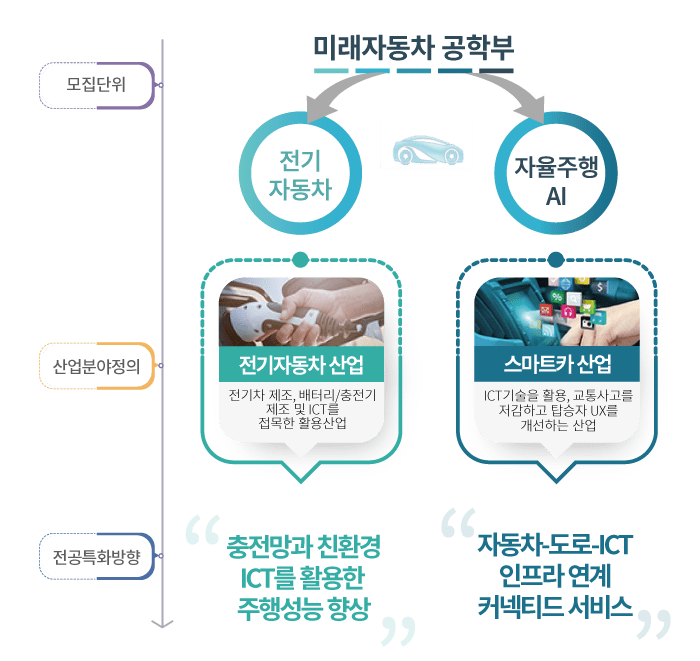 미래자동차 공학부
모집단위
전기
자동차
자율주행
AI
산업분야정의
전기자동차 산업
전기차 제조, 배터리/충전기
제조 및 ICT를
접목한 활용산업
스마트카 산업
ICT기술을 활용, 교통사고를
저감하고 탑승자 UX를
개선하는 산업
전공특화방향
“충전망과 친환경
ICT를 활용한
주행성능 향상”
“자동차-도로-ICT
인프라 연계
커넥티드 서비스”